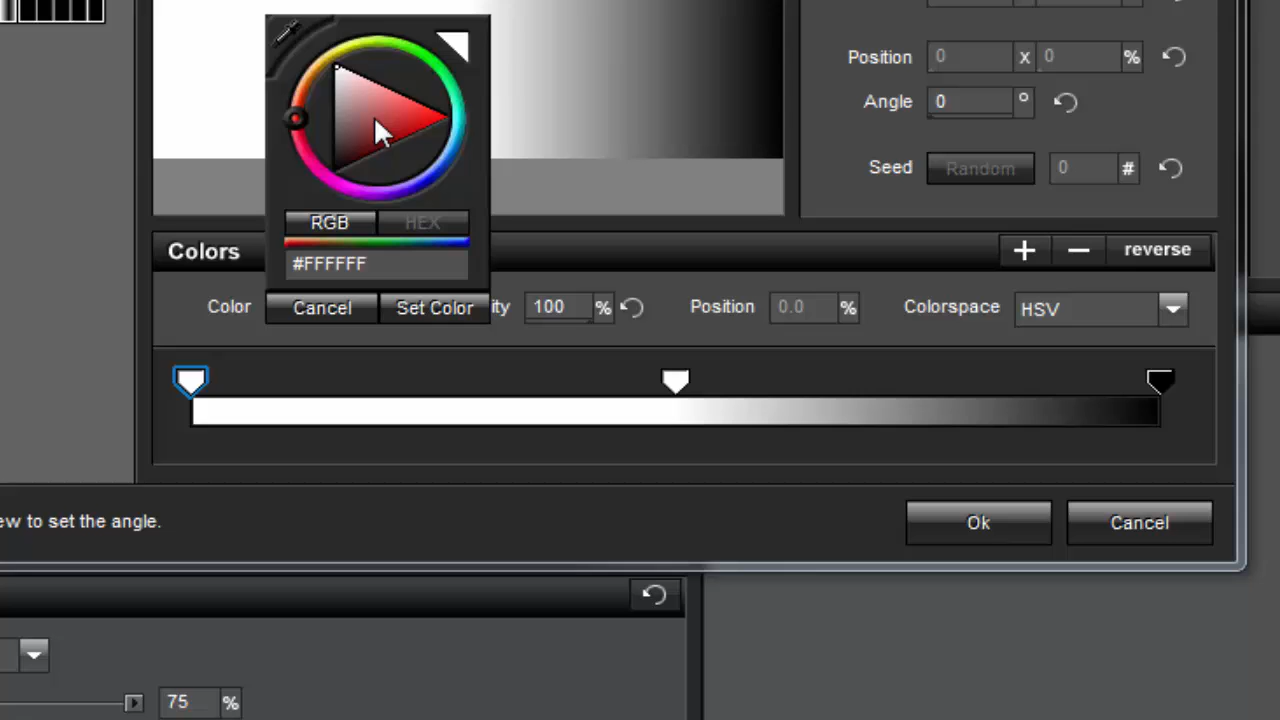 Position 0 x 0 %
Angle 0 °
Seed Random 0 #
RGB HEX
Colors + − reverse
#FFFFFF
Color Cancel Set Color ity 100 % Position 0.0 % Colorspace HSV
ew to set the angle.
Ok Cancel
75 %